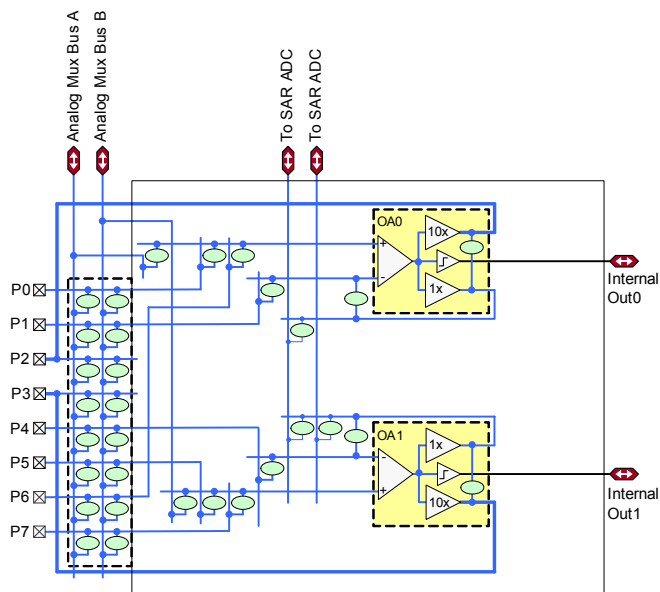 Analog Mux Bus A
Analog Mux Bus B
To SAR ADC
To SAR ADC
OA0
+
-
10x
1x
Internal
Out0
P0
P1
P2
P3
P4
P5
P6
P7
OA1
-
+
1x
10x
Internal
Out1